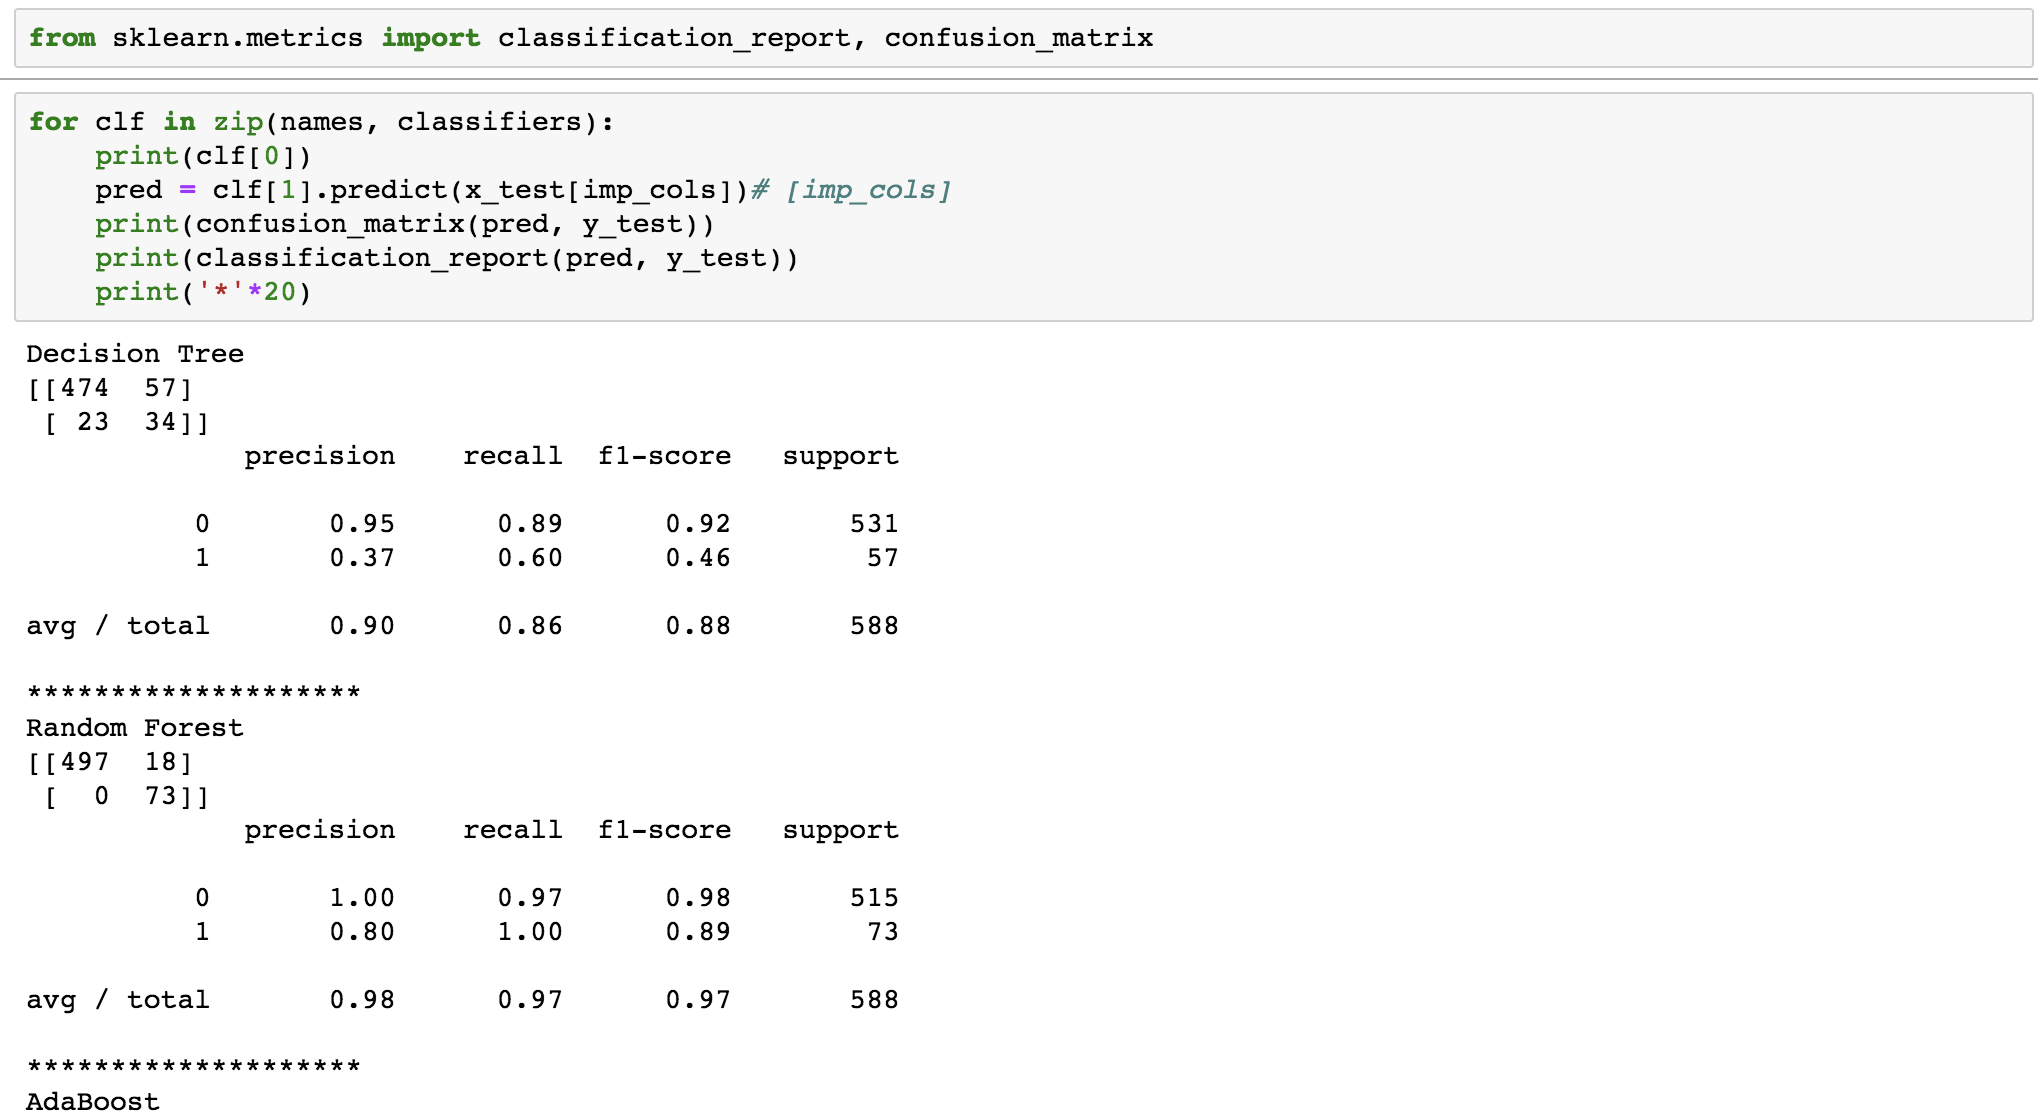 from sklearn.metrics import classification_report, confusion_matrix
for clf in zip(names, classifiers):
    print(clf[0])
    pred = clf[1].predict(x_test[imp_cols])# [imp_cols]
    print(confusion_matrix(pred, y_test))
    print(classification_report(pred, y_test))
    print('*'*20)
Decision Tree
[[474  57]
 [ 23  34]]
             precision    recall  f1-score   support
          0       0.95      0.89      0.92       531
          1       0.37      0.60      0.46        57
avg / total       0.90      0.86      0.88       588
********************
Random Forest
[[497  18]
 [  0  73]]
             precision    recall  f1-score   support
          0       1.00      0.97      0.98       515
          1       0.80      1.00      0.89        73
avg / total       0.98      0.97      0.97       588
********************
AdaBoost